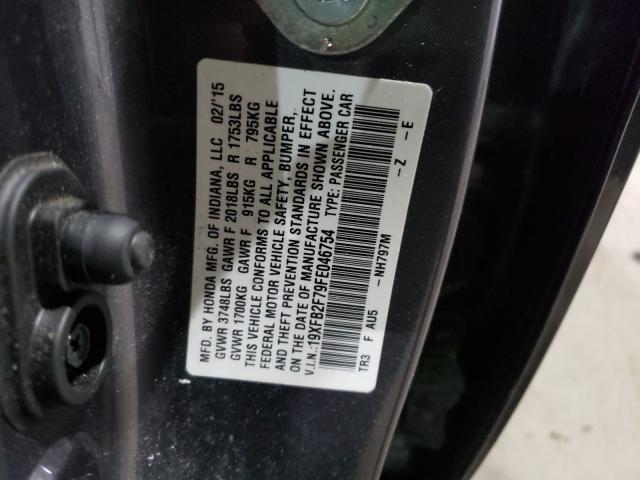 MFD. BY HONDA MFG. OF INDIANA, LLC 02/'15
GVWR 3748LBS GAWR F 2018LBS R 1753LBS
GVWR 1700KG GAWR F 915KG R 795KG
THIS VEHICLE CONFORMS TO ALL APPLICABLE
FEDERAL MOTOR VEHICLE SAFETY, BUMPER,
AND THEFT PREVENTION STANDARDS IN EFFECT
ON THE DATE OF MANUFACTURE SHOWN ABOVE.
V.I.N.:19XFB2F79FE046754 TYPE: PASSENGER CAR
TR3 F AU5 -NH797M -Z -E